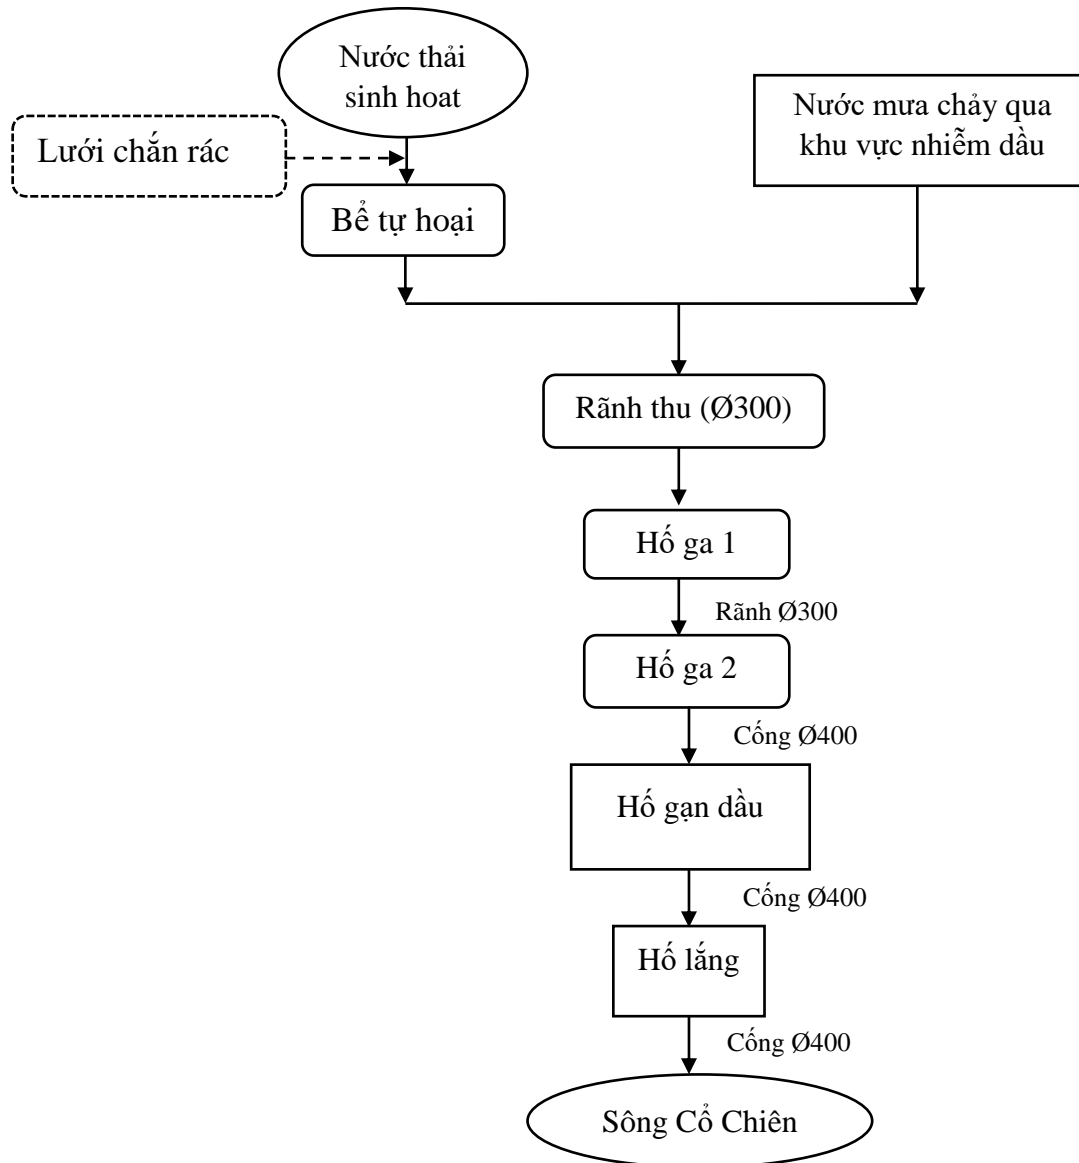 Nước thải
sinh hoat
Nước mưa chảy qua
khu vực nhiễm dầu
Lưới chắn rác
Bể tự hoại
Rãnh thu (Ø300)
Hố ga 1
Rãnh Ø300
Hố ga 2
Cống Ø400
Hố gạn dầu
Cống Ø400
Hố lắng
Cống Ø400
Sông Cổ Chiên